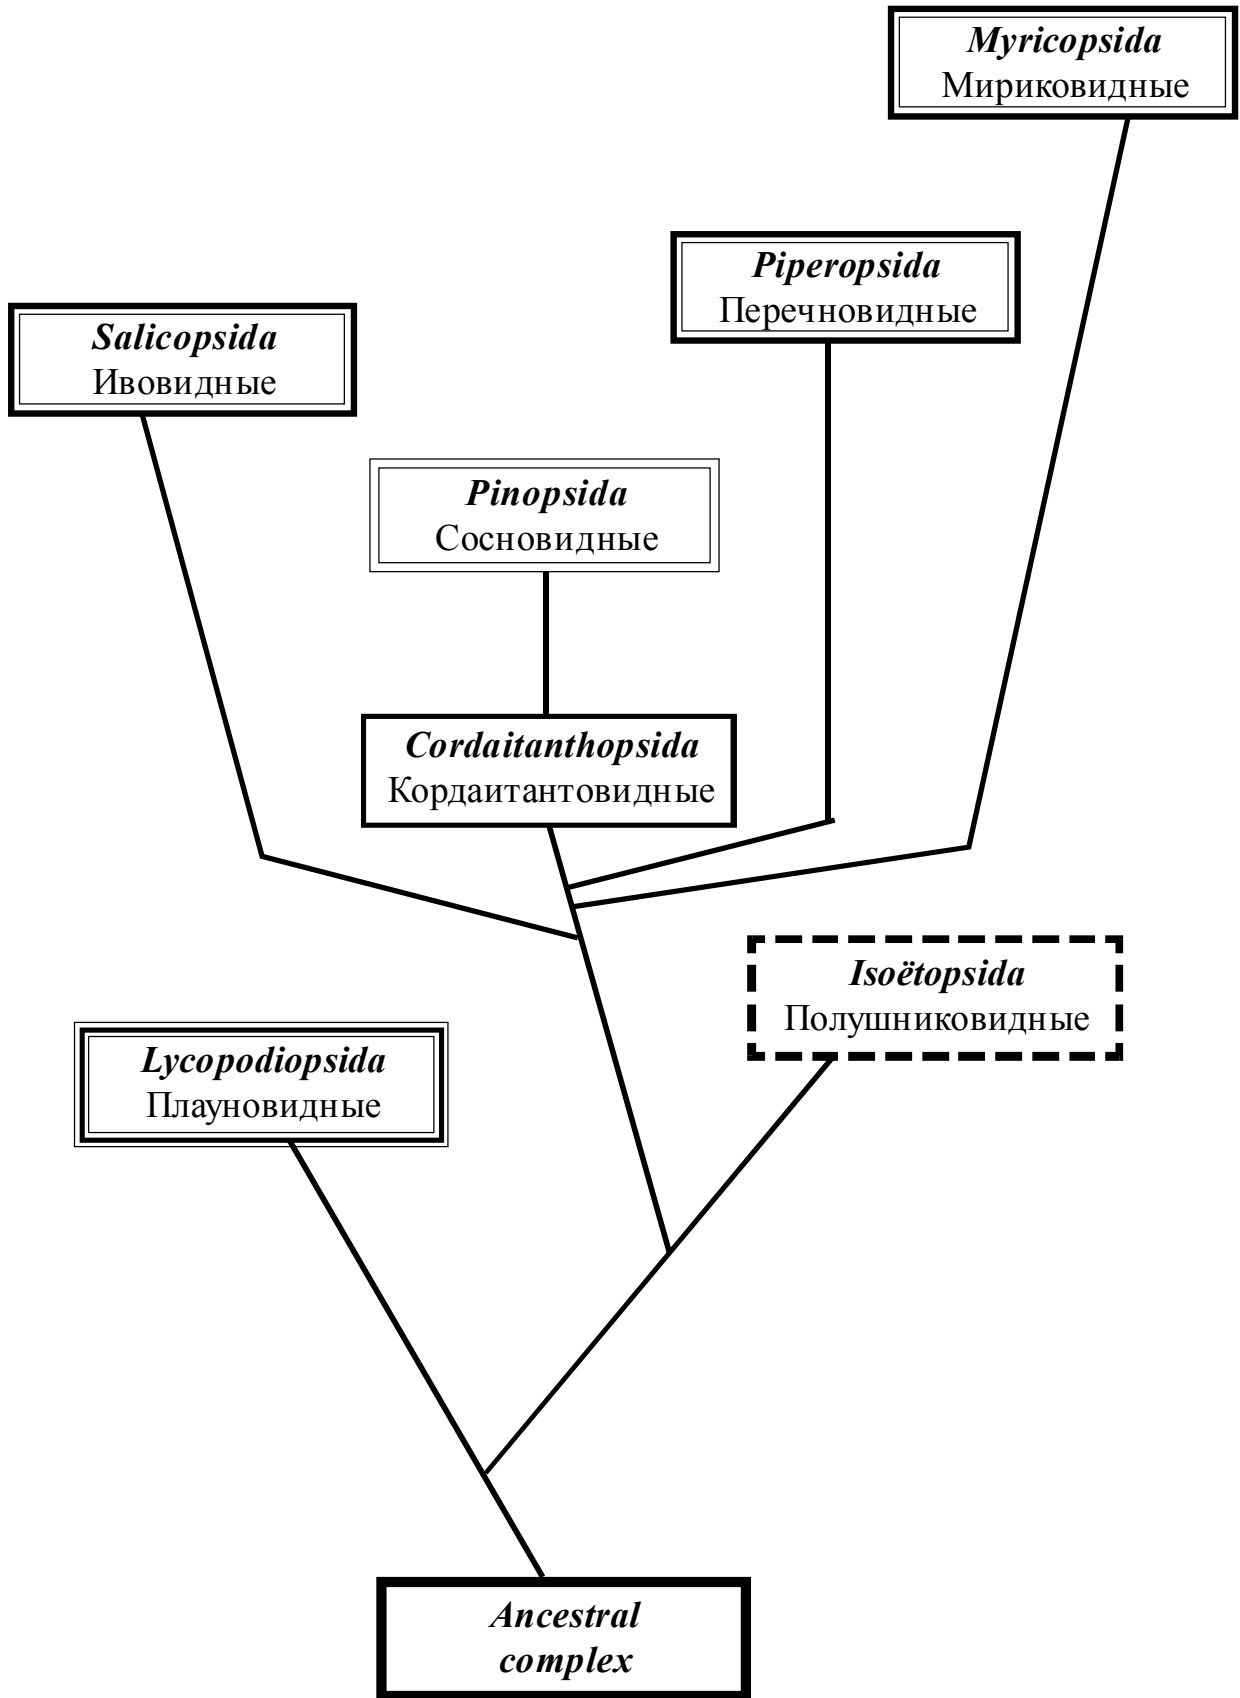 Myricopsida
Мириковидные
Piperopsida
Перечновидные
Salicopsida
Ивовидные
Pinopsida
Сосновидные
Cordaitanthopsida
Кордаитантовидные
Isoëtopsida
Полушниковидные
Lycopodiopsida
Плауновидные
Ancestral
complex